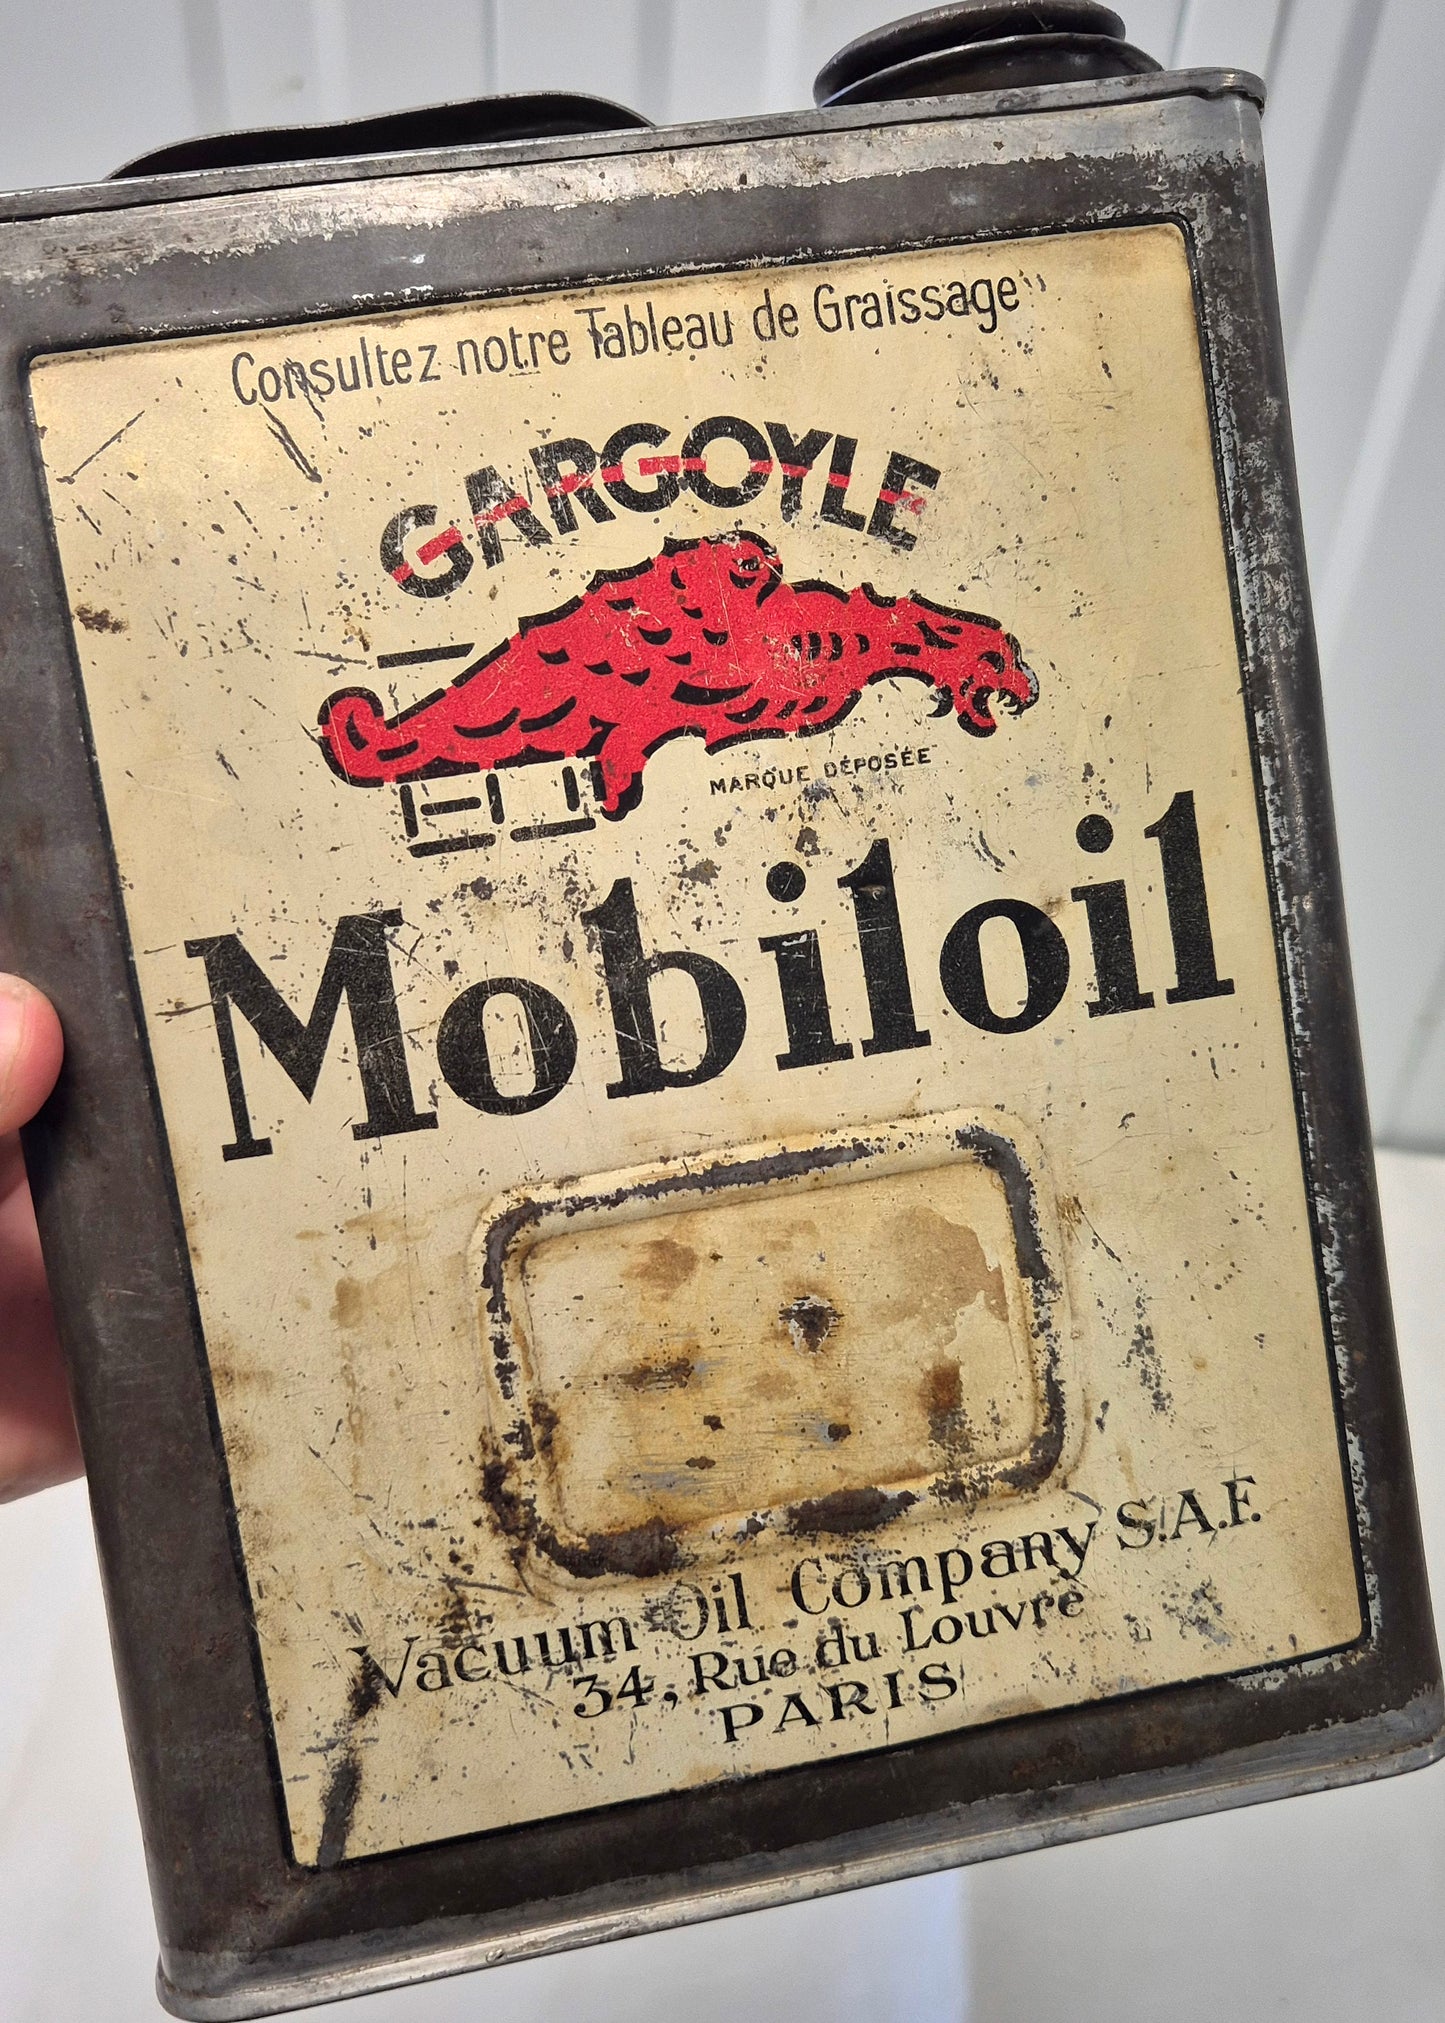 Consultez notre Tableau de Graissage"
GARGOYLE
MARQUE DÉPOSÉE
Mobiloil
Vacuum Oil Company S.A.F.
34, Rue du Louvre
PARIS